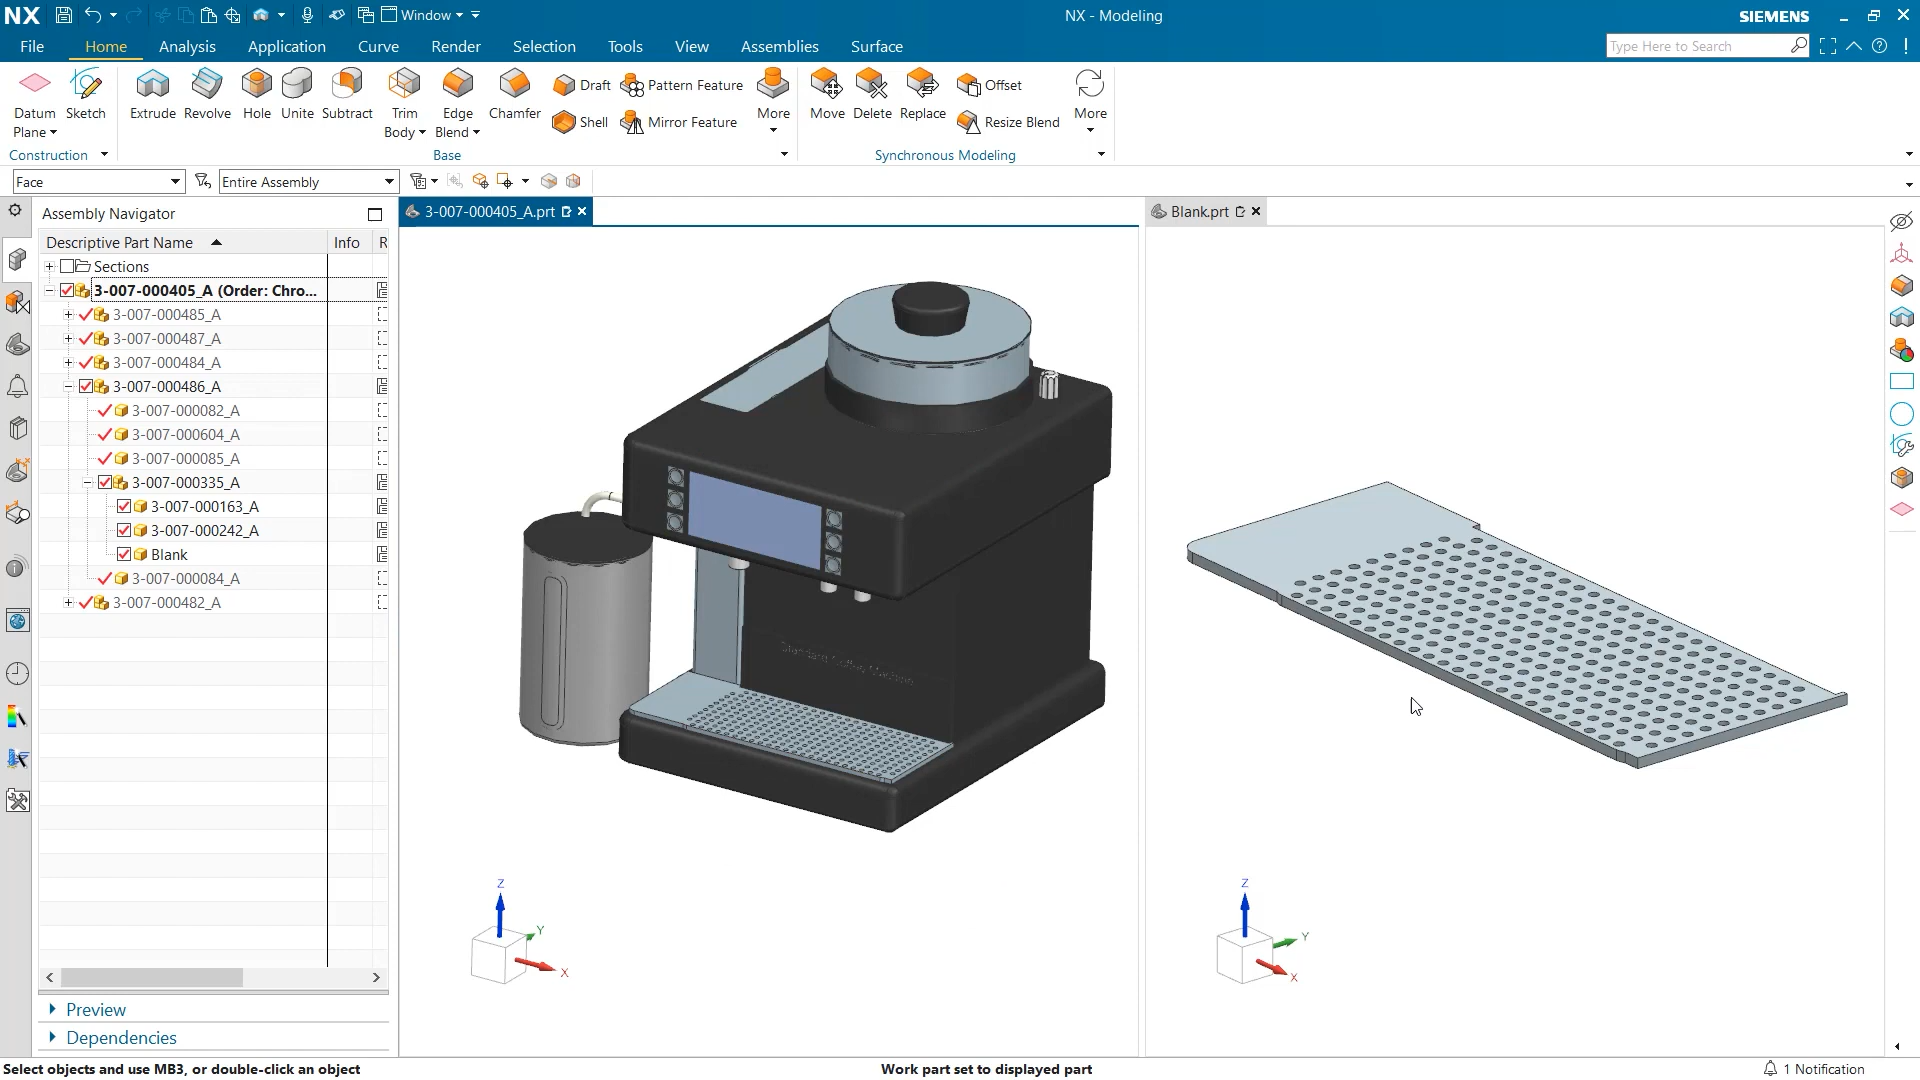 NX Window NX - Modeling SIEMENS
File Home Analysis Application Curve Render Selection Tools View Assemblies Surface Type Here to Search
Datum Plane Sketch Extrude Revolve Hole Unite Subtract Trim Body Edge Blend Chamfer Draft Shell Pattern Feature Mirror Feature More Move Delete Replace Offset Resize Blend More
Construction Base Synchronous Modeling
Face Entire Assembly
Assembly Navigator 3-007-000405_A.prt Blank.prt
Descriptive Part Name Info R
Sections
3-007-000405_A (Order: Chro...
3-007-000485_A
3-007-000487_A
3-007-000484_A
3-007-000486_A
3-007-000082_A
3-007-000604_A
3-007-000085_A
3-007-000335_A
3-007-000163_A
3-007-000242_A
Blank
3-007-000084_A
3-007-000482_A
Standard Coffee Machine
Z Y X
Z Y X
Preview
Dependencies
Select objects and use MB3, or double-click an object Work part set to displayed part 1 Notification